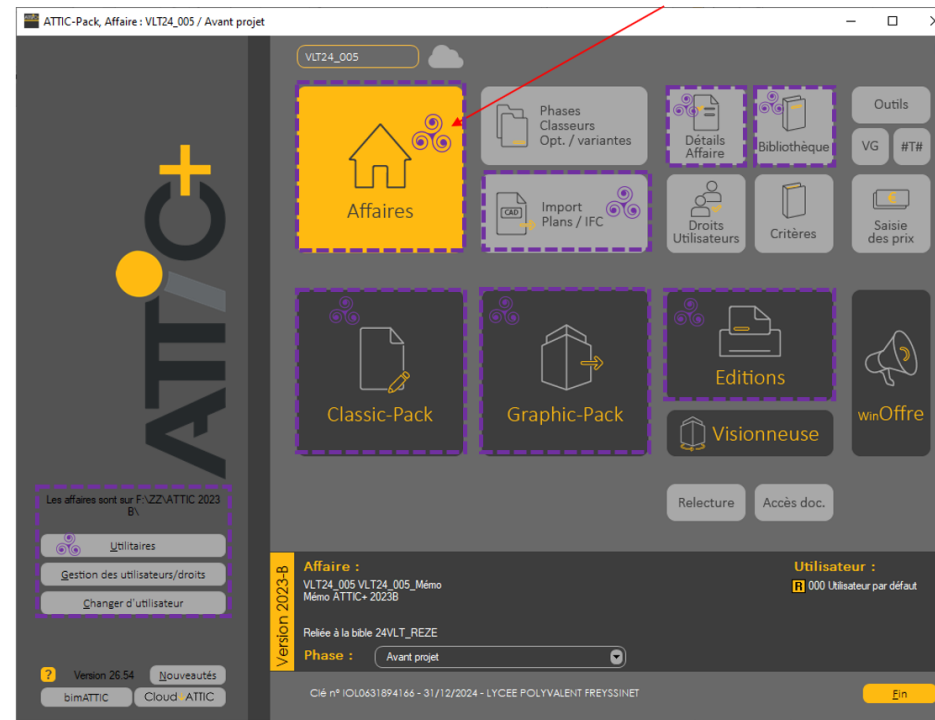 ATTIC-Pack, Affaire : VLT24_005 / Avant projet
VLT24_005
Affaires
Phases
Classeurs
Opt. / variantes
CAD
Import
Plans / IFC
Détails
Affaire
Bibliothèque
Outils
VG
#T#
Droits
Utilisateurs
Critères
€
Saisie
des prix
ATTIC+
Classic-Pack
Graphic-Pack
Editions
Visionneuse
winOffre
Relecture
Accès doc.
Les affaires sont sur F:\ZZ\ATTIC 2023
B\
Utilitaires
Gestion des utilisateurs/droits
Changer d'utilisateur
? Version 26.54
Nouveautés
bimATTIC
Cloud ATTIC
Version 2023-B
Affaire :
VLT24_005 VLT24_005_Mémo
Mémo ATTIC+ 2023B
Reliée à la bible 24VLT_REZE
Phase : Avant projet
Utilisateur :
R 000 Utilisateur par défaut
Clé n° IOL0631894166 - 31/12/2024 - LYCEE POLYVALENT FREYSSINET
Fin